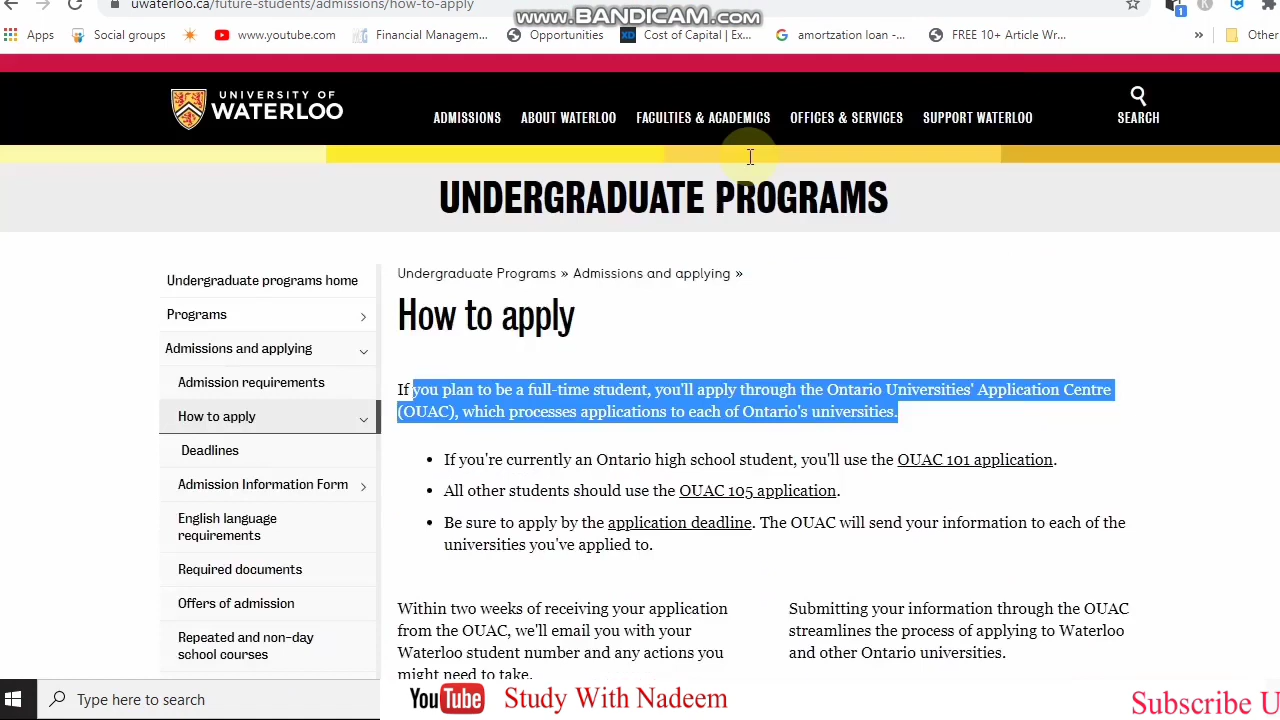 uwaterloo.ca/future-students/admissions/how-to-apply
www.BANDICAM.com
1
Apps
Social groups
www.youtube.com
Financial Managem...
Opportunities
XD
Cost of Capital | Ex...
amortzation loan -...
FREE 10+ Article Wr...
»
Other
UNIVERSITY OF
WATERLOO
ADMISSIONS
ABOUT WATERLOO
FACULTIES & ACADEMICS
OFFICES & SERVICES
SUPPORT WATERLOO
SEARCH
UNDERGRADUATE PROGRAMS
Undergraduate programs home
Programs
Admissions and applying
Admission requirements
How to apply
Deadlines
Admission Information Form
English language
requirements
Required documents
Offers of admission
Repeated and non-day
school courses
Undergraduate Programs » Admissions and applying »
How to apply
If you plan to be a full-time student, you'll apply through the Ontario Universities' Application Centre
(OUAC), which processes applications to each of Ontario's universities.
• If you're currently an Ontario high school student, you'll use the OUAC 101 application.
• All other students should use the OUAC 105 application.
• Be sure to apply by the application deadline. The OUAC will send your information to each of the
universities you've applied to.
Within two weeks of receiving your application
from the OUAC, we'll email you with your
Waterloo student number and any actions you
might need to take.
Submitting your information through the OUAC
streamlines the process of applying to Waterloo
and other Ontario universities.
Type here to search
YouTube
Study With Nadeem
Subscribe U